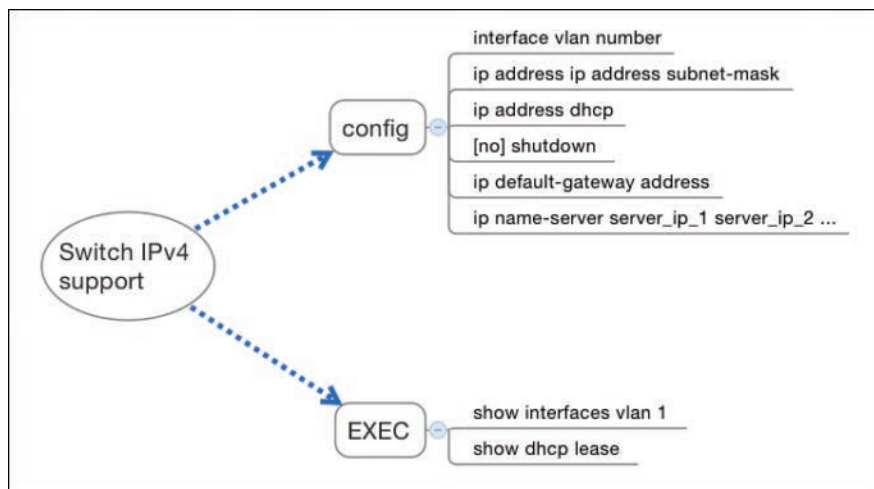 Switch IPv4
support
config
interface vlan number
ip address ip address subnet-mask
ip address dhcp
[no] shutdown
ip default-gateway address
ip name-server server_ip_1 server_ip_2 ...
EXEC
show interfaces vlan 1
show dhcp lease